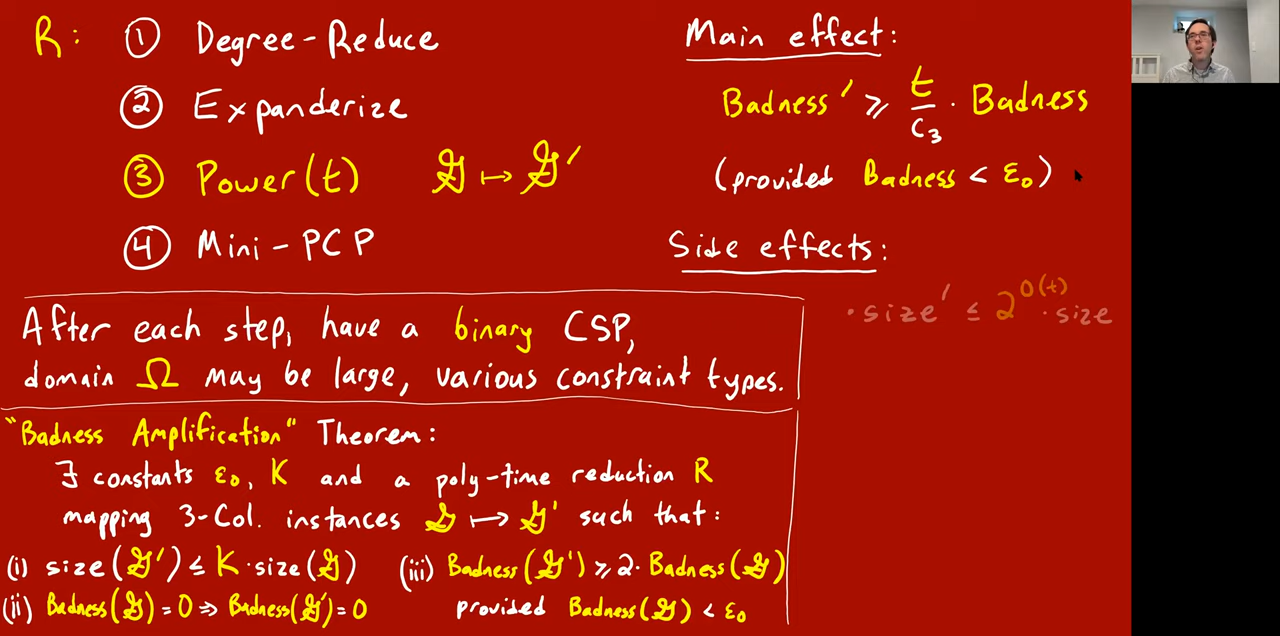 R: ① Degree-Reduce
② Expanderize
③ Power(t) 𝒢 ↦ 𝒢′
④ Mini-PCP
Main effect:
Badness′ ≥ t/c₃ · Badness
(provided Badness < ε₀)
Side effects:
· size′ ≤ 2^O(t) · size
After each step, have a binary CSP,
domain Ω may be large, various constraint types.
"Badness Amplification" Theorem:
∃ constants ε₀, K and a poly-time reduction R
mapping 3-Col. instances 𝒢 ↦ 𝒢′ such that:
(i) size(𝒢′) ≤ K·size(𝒢)
(ii) Badness(𝒢) = 0 ⇒ Badness(𝒢′) = 0
(iii) Badness(𝒢′) ≥ 2· Badness(𝒢)
provided Badness(𝒢) < ε₀